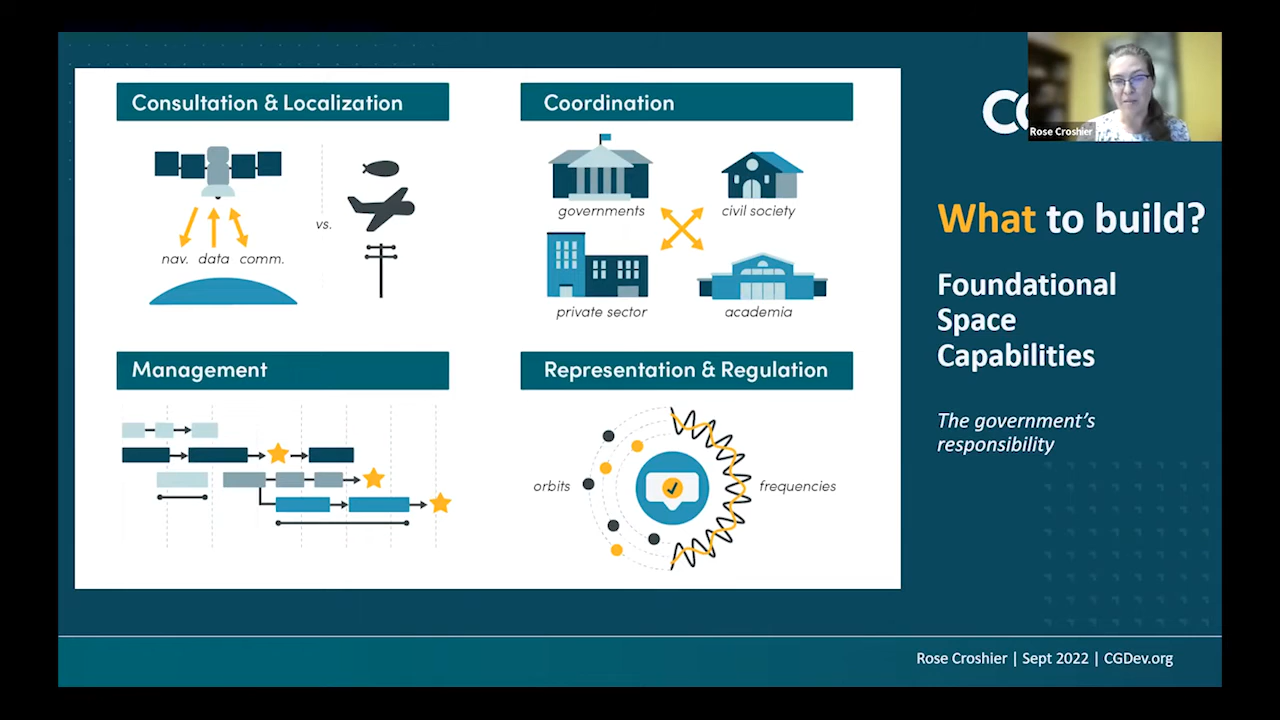 Consultation & Localization
vs.
nav. data comm.
Coordination
governments
civil society
private sector
academia
Management
Representation & Regulation
orbits
frequencies
CG
Rose Croshier
What to build?
Foundational
Space
Capabilities
The government's
responsibility
Rose Croshier | Sept 2022 | CGDev.org